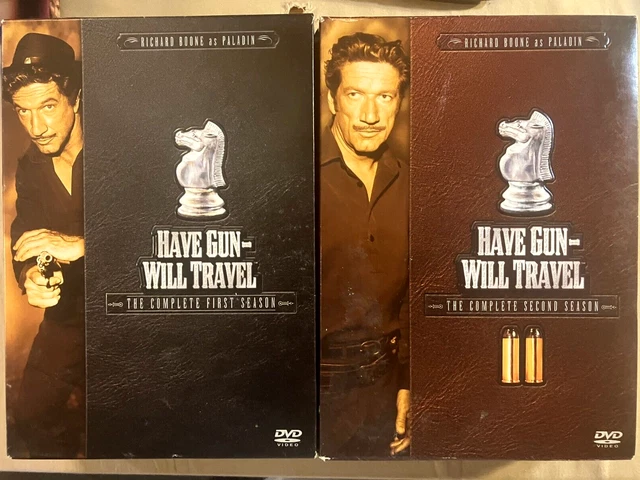 RICHARD BOONE as PALADIN
HAVE GUN–
WILL TRAVEL
THE COMPLETE FIRST SEASON
DVD
VIDEO
RICHARD BOONE as PALADIN
HAVE GUN–
WILL TRAVEL
THE COMPLETE SECOND SEASON
DVD
VIDEO